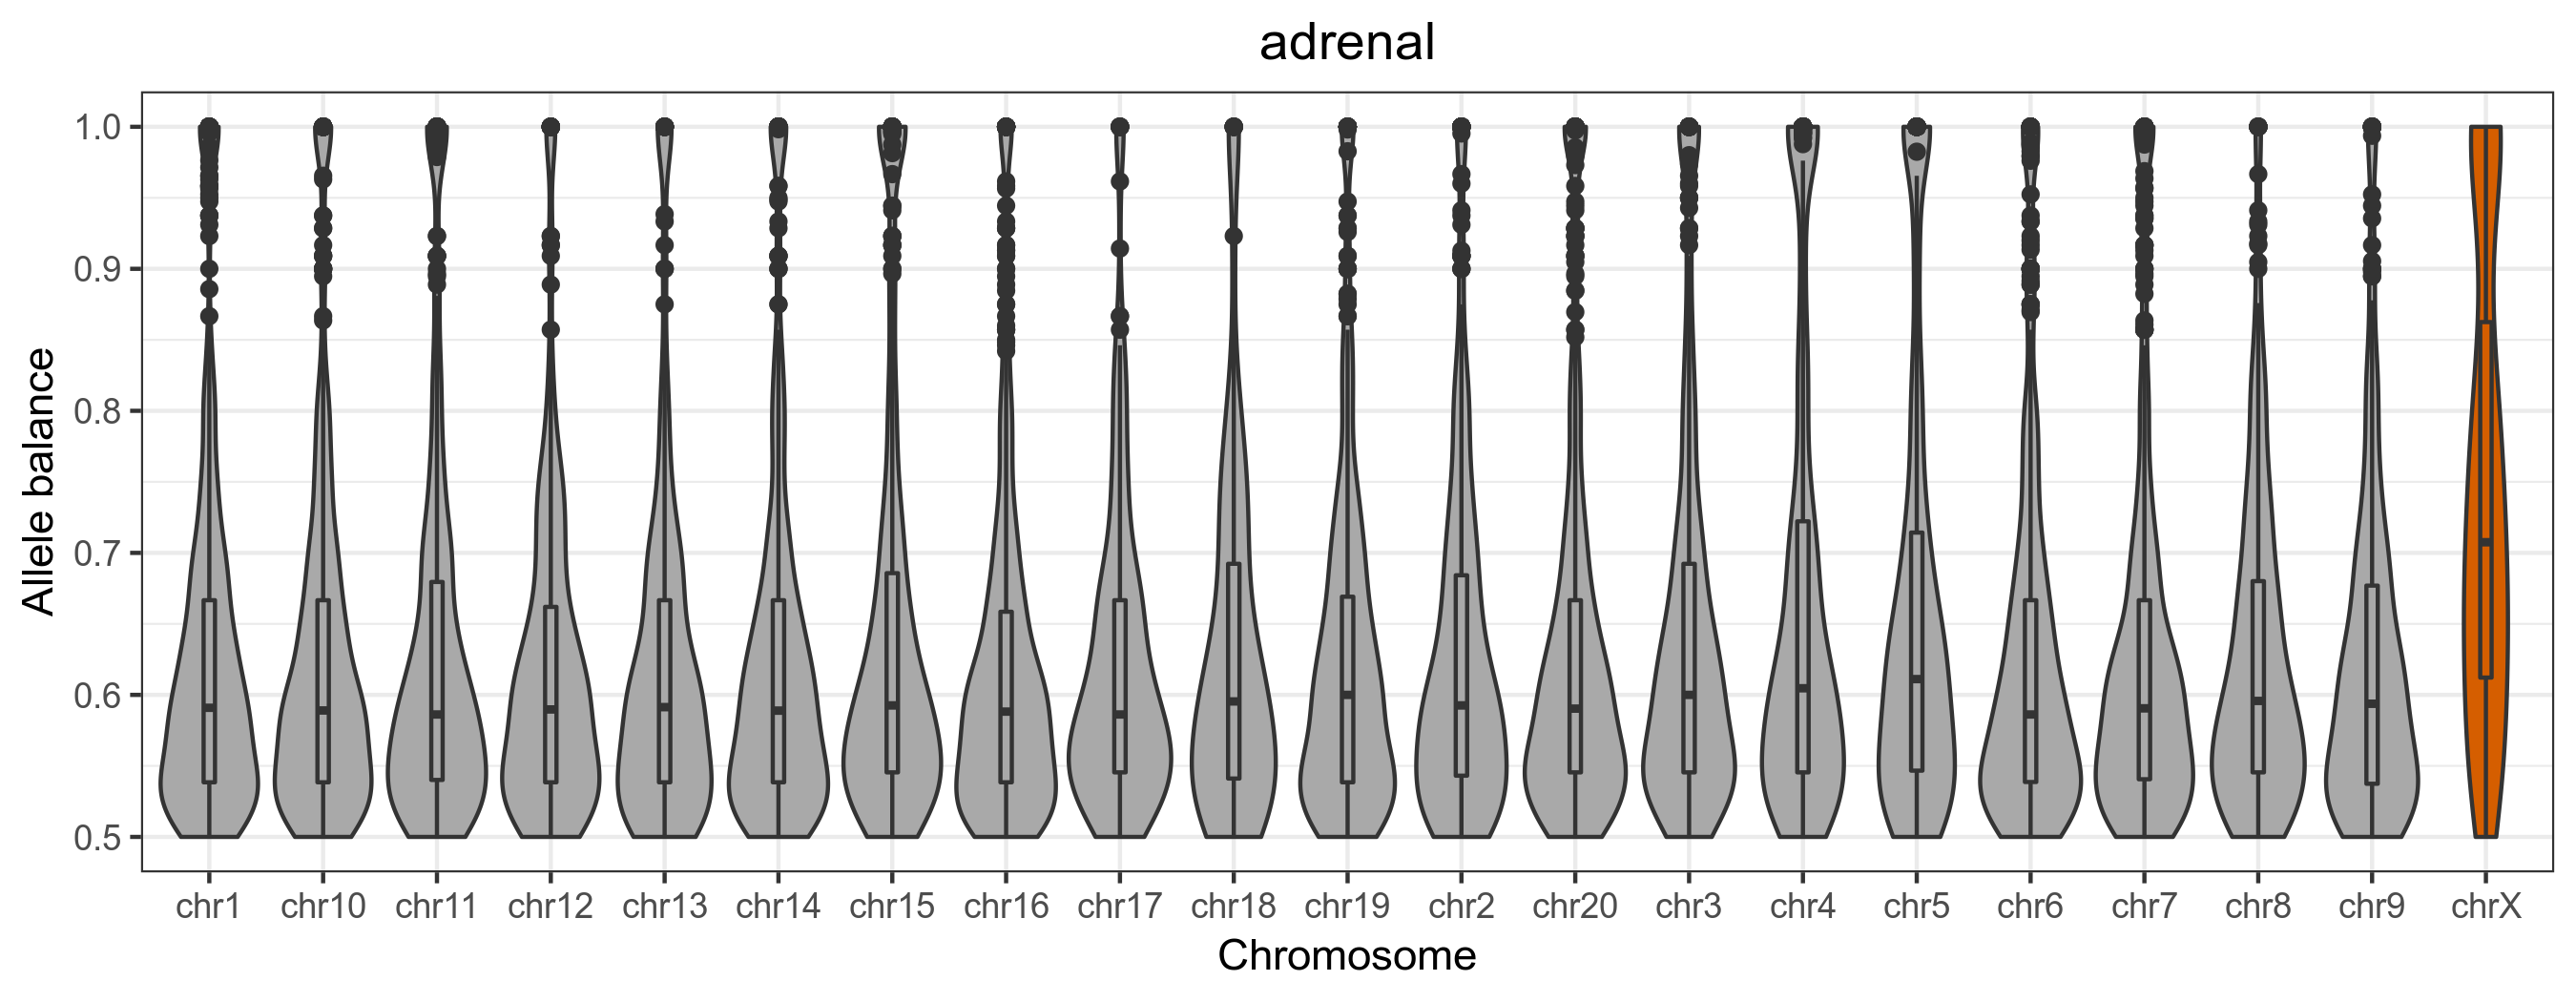 adrenal
Allele balance
1.0
0.9
0.8
0.7
0.6
0.5
chr1 chr10 chr11 chr12 chr13 chr14 chr15 chr16 chr17 chr18 chr19 chr2 chr20 chr3 chr4 chr5 chr6 chr7 chr8 chr9 chrX
Chromosome